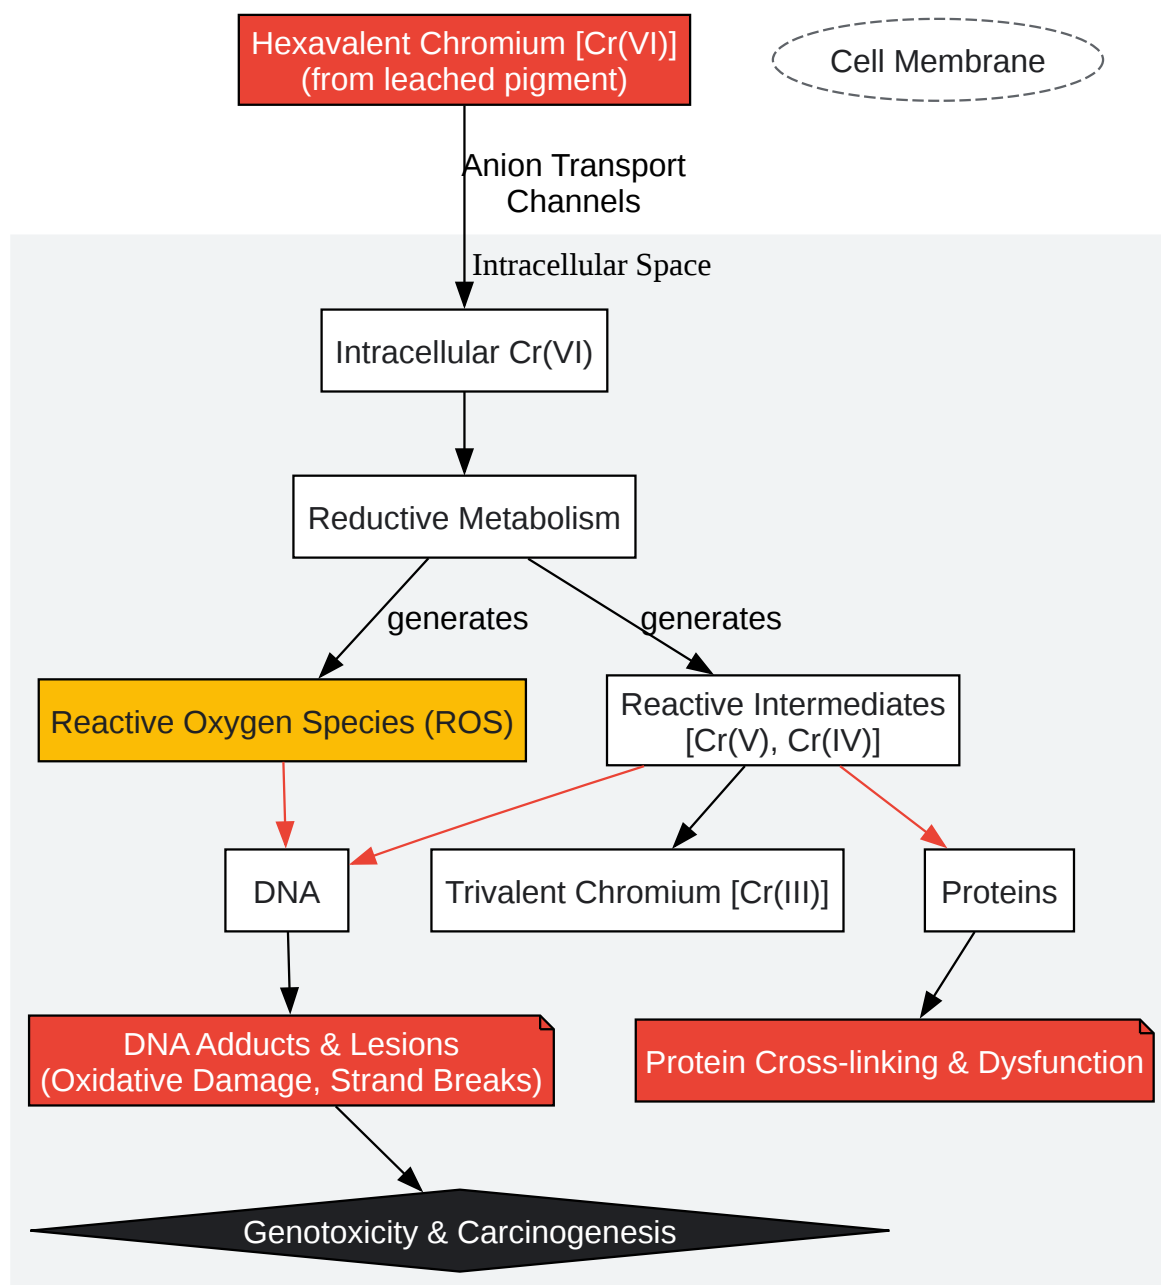 Hexavalent Chromium [Cr(VI)]
(from leached pigment)
Cell Membrane
Anion Transport
Channels
Intracellular Space
Intracellular Cr(VI)
Reductive Metabolism
generates
generates
Reactive Oxygen Species (ROS)
Reactive Intermediates
[Cr(V), Cr(IV)]
DNA
Trivalent Chromium [Cr(III)]
Proteins
DNA Adducts & Lesions
(Oxidative Damage, Strand Breaks)
Protein Cross-linking & Dysfunction
Genotoxicity & Carcinogenesis